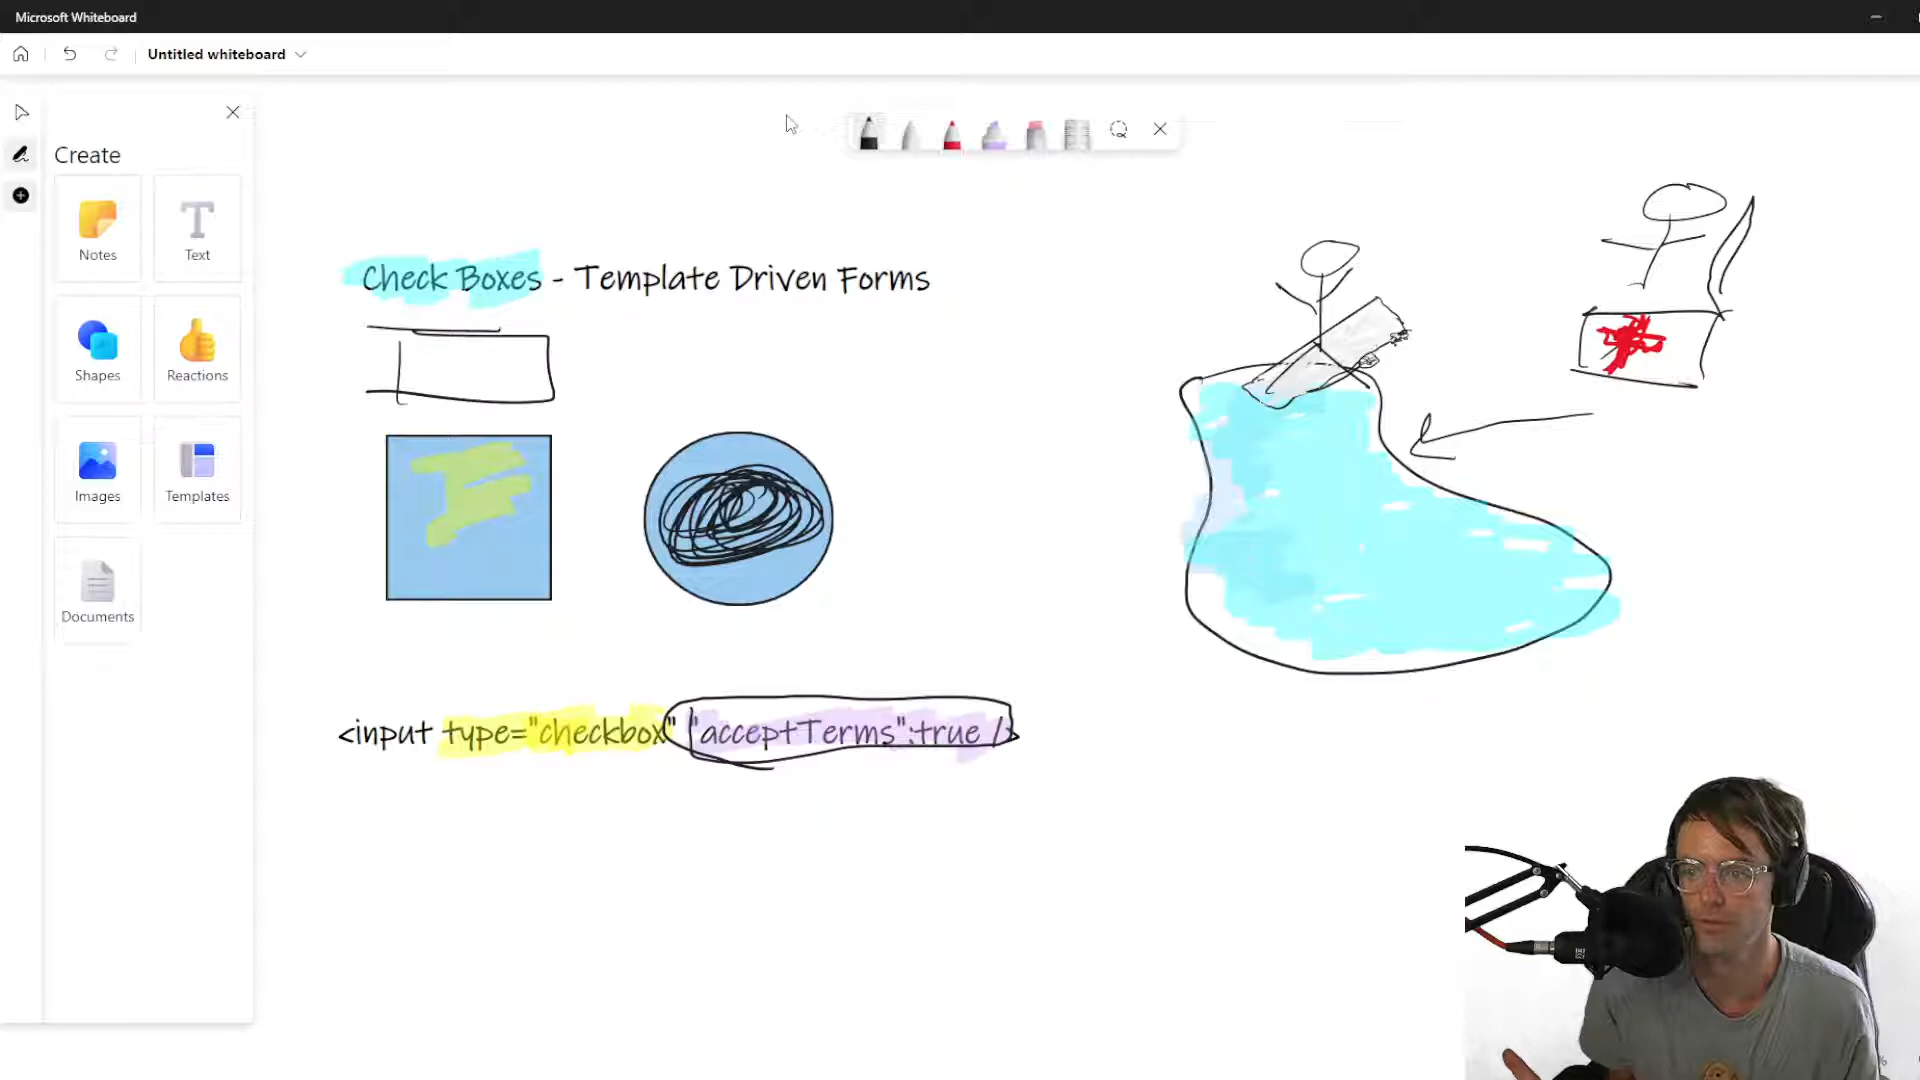 Microsoft Whiteboard
Untitled whiteboard
Create
Notes
Text
Shapes
Reactions
Images
Templates
Documents
Check Boxes - Template Driven Forms
<input type="checkbox" "acceptTerms":true />